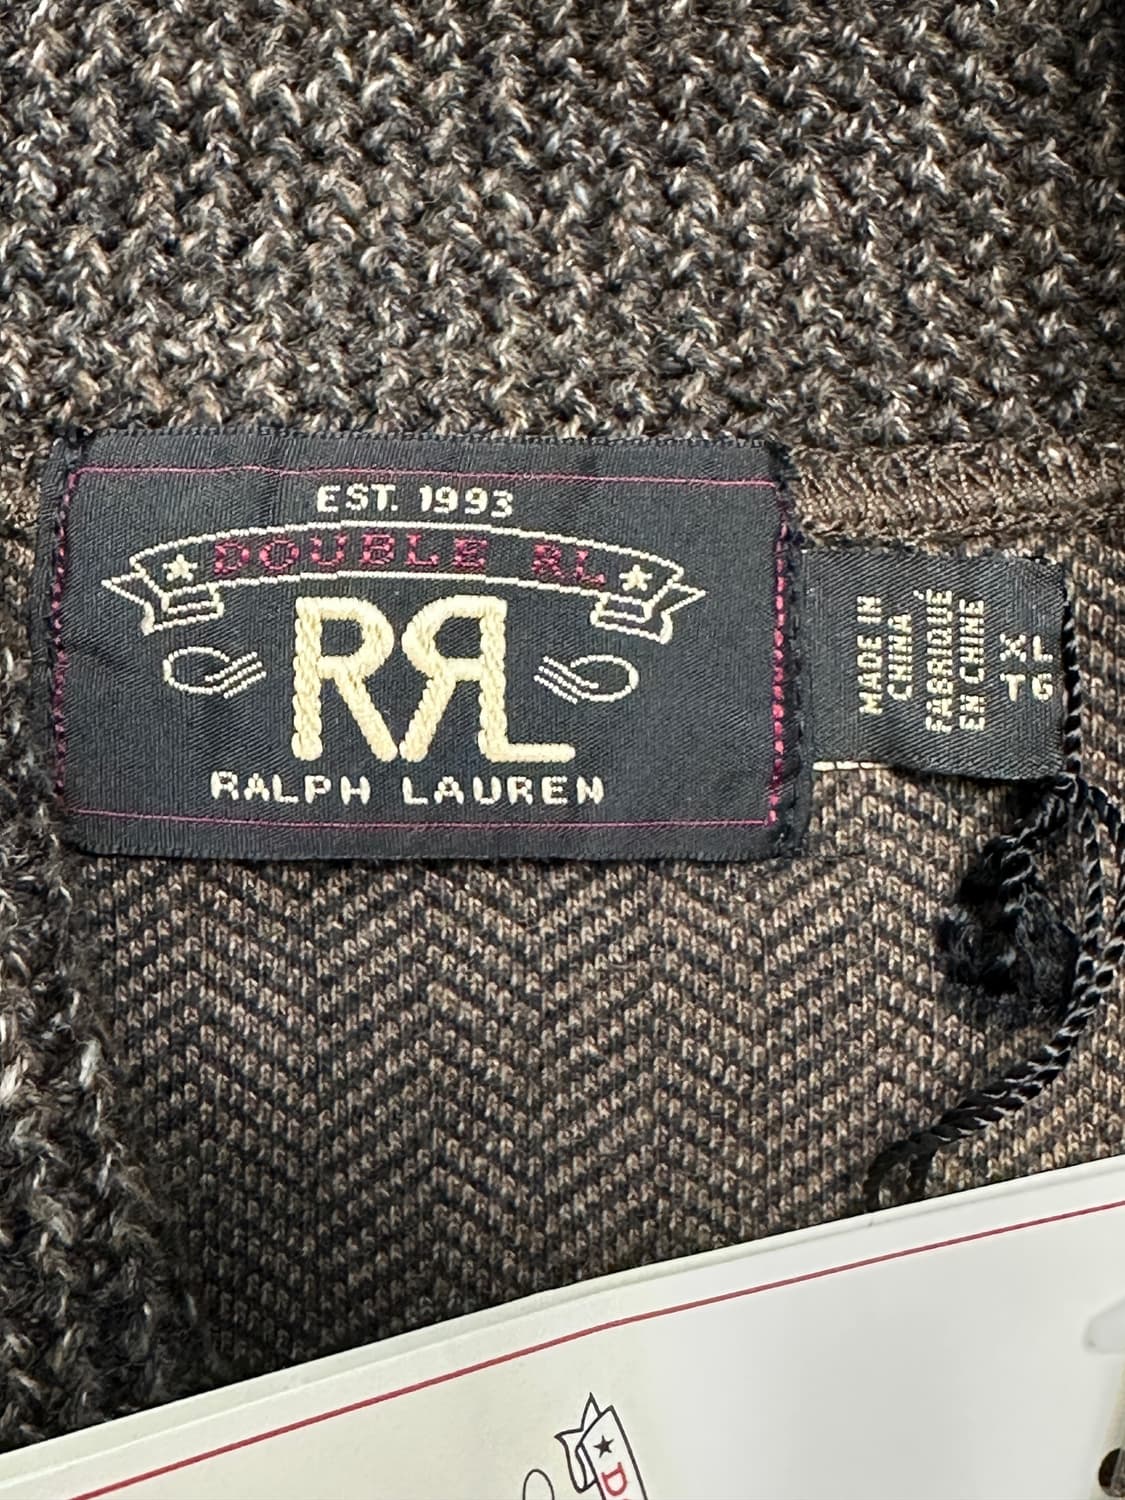 EST. 1993
DOUBLE RL
RRL
RALPH LAUREN
MADE IN
CHINA
FABRIQUÉ
EN CHINE
XL
TG
D